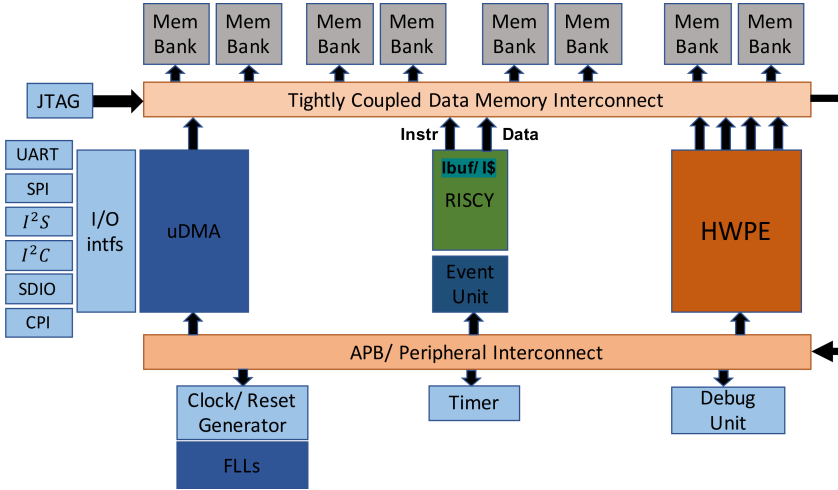 Mem
Bank
Mem
Bank
Mem
Bank
Mem
Bank
Mem
Bank
Mem
Bank
Mem
Bank
Mem
Bank
JTAG
Tightly Coupled Data Memory Interconnect
Instr
Data
UART
SPI
I²S
I²C
SDIO
CPI
I/O
intfs
uDMA
Ibuf/ I$
RISCY
Event
Unit
HWPE
APB/ Peripheral Interconnect
Clock/ Reset
Generator
FLLs
Timer
Debug
Unit